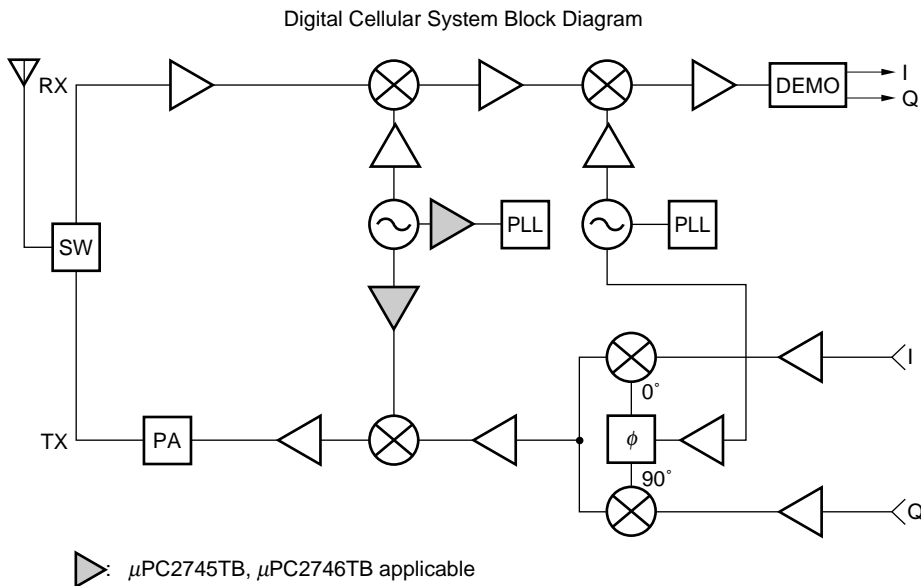 Digital Cellular System Block Diagram
RX
DEMO
I
Q
SW
PLL
PLL
I
0˚
TX
PA
ϕ
90˚
Q
: µPC2745TB, µPC2746TB applicable